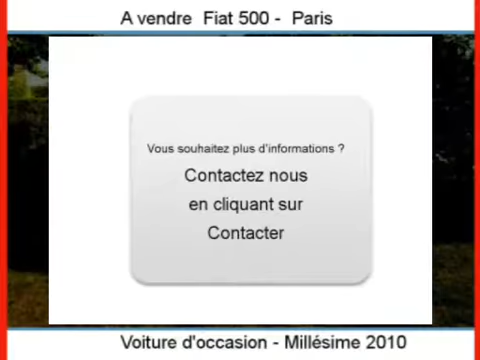 A vendre Fiat 500 - Paris
Vous souhaitez plus d'informations ?
Contactez nous
en cliquant sur
Contacter
Voiture d'occasion - Millésime 2010